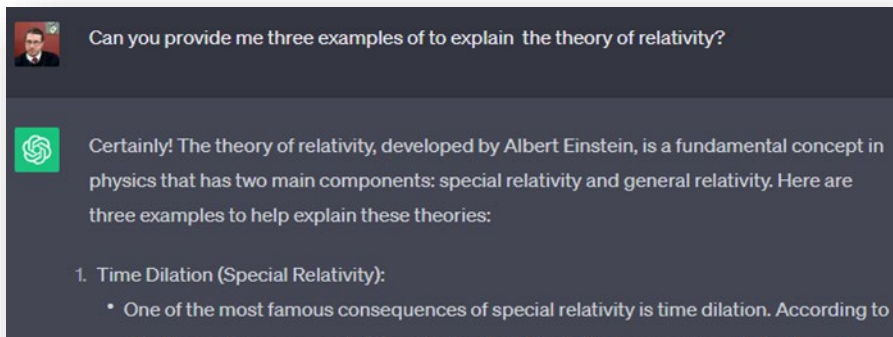 Can you provide me three examples of to explain the theory of relativity?
Certainly! The theory of relativity, developed by Albert Einstein, is a fundamental concept in
physics that has two main components: special relativity and general relativity. Here are
three examples to help explain these theories:
1. Time Dilation (Special Relativity):
• One of the most famous consequences of special relativity is time dilation. According to